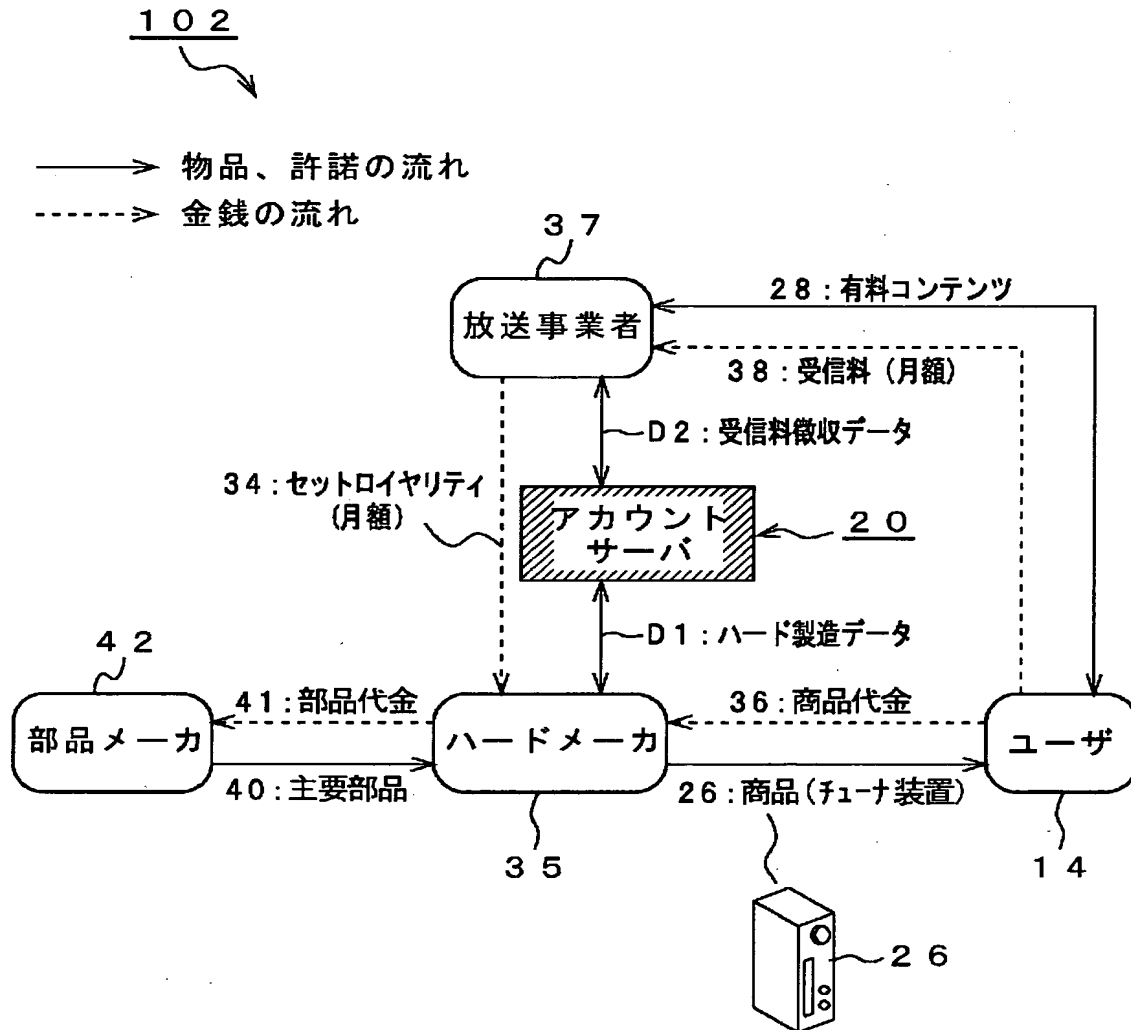 １０２
物品、許諾の流れ
金銭の流れ
３７
放送事業者
２８：有料コンテンツ
３８：受信料（月額）
Ｄ２：受信料徴収データ
３４：セットロイヤリティ
（月額）
アカウント
サーバ
２０
Ｄ１：ハード製造データ
４２
４１：部品代金
３６：商品代金
部品メーカ
ハードメーカ
ユーザ
４０：主要部品
２６：商品（チューナ装置）
３５
１４
２６